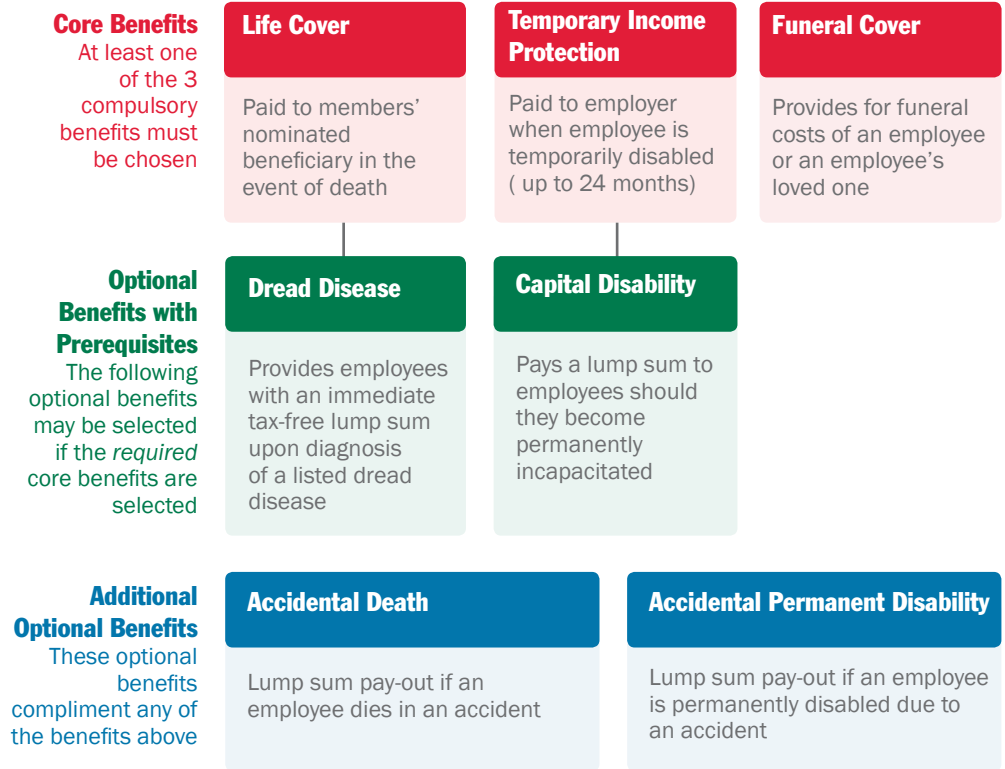 Core Benefits
At least one
of the 3
compulsory
benefits must
be chosen
Life Cover
Paid to members’
nominated
beneficiary in the
event of death
Temporary Income
Protection
Paid to employer
when employee is
temporarily disabled
( up to 24 months)
Funeral Cover
Provides for funeral
costs of an employee
or an employee’s
loved one
Optional
Benefits with
Prerequisites
The following
optional benefits
may be selected
if the required
core benefits are
selected
Dread Disease
Provides employees
with an immediate
tax-free lump sum
upon diagnosis
of a listed dread
disease
Capital Disability
Pays a lump sum to
employees should
they become
permanently
incapacitated
Additional
Optional Benefits
These optional
benefits
compliment any of
the benefits above
Accidental Death
Lump sum pay-out if an
employee dies in an accident
Accidental Permanent Disability
Lump sum pay-out if an employee
is permanently disabled due to
an accident